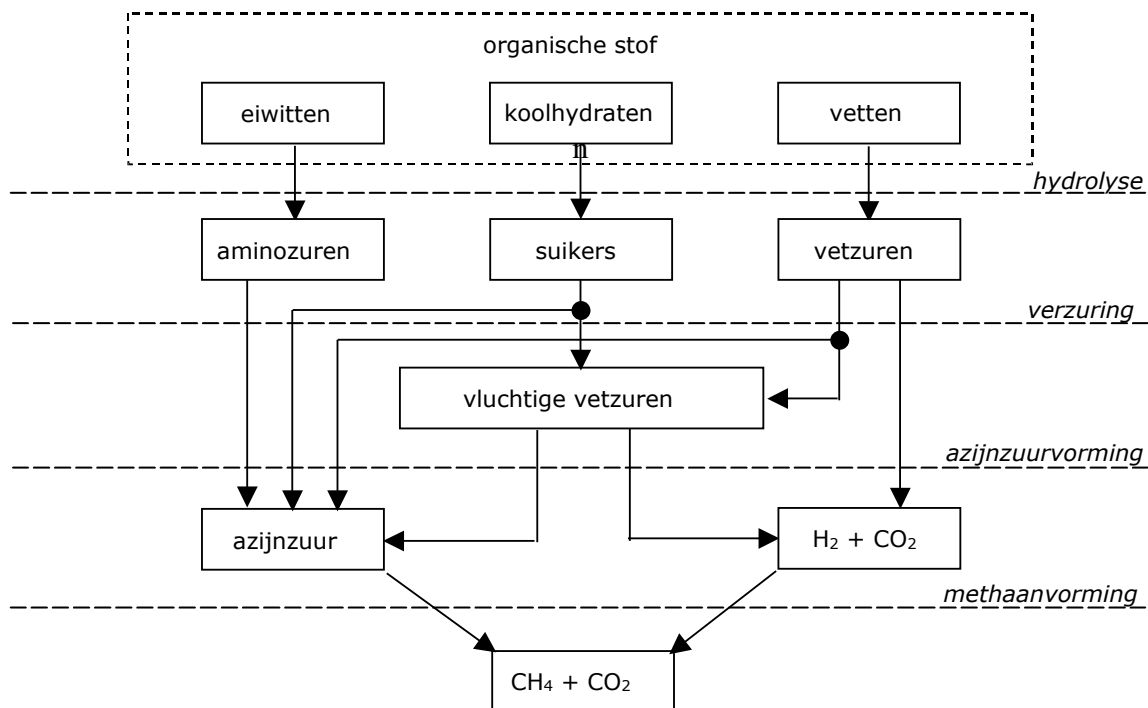 organische stof
eiwitten
koolhydraten
vetten
n
hydrolyse
aminozuren
suikers
vetzuren
verzuring
vluchtige vetzuren
azijnzuurvorming
azijnzuur
H₂ + CO₂
methaanvorming
CH₄ + CO₂